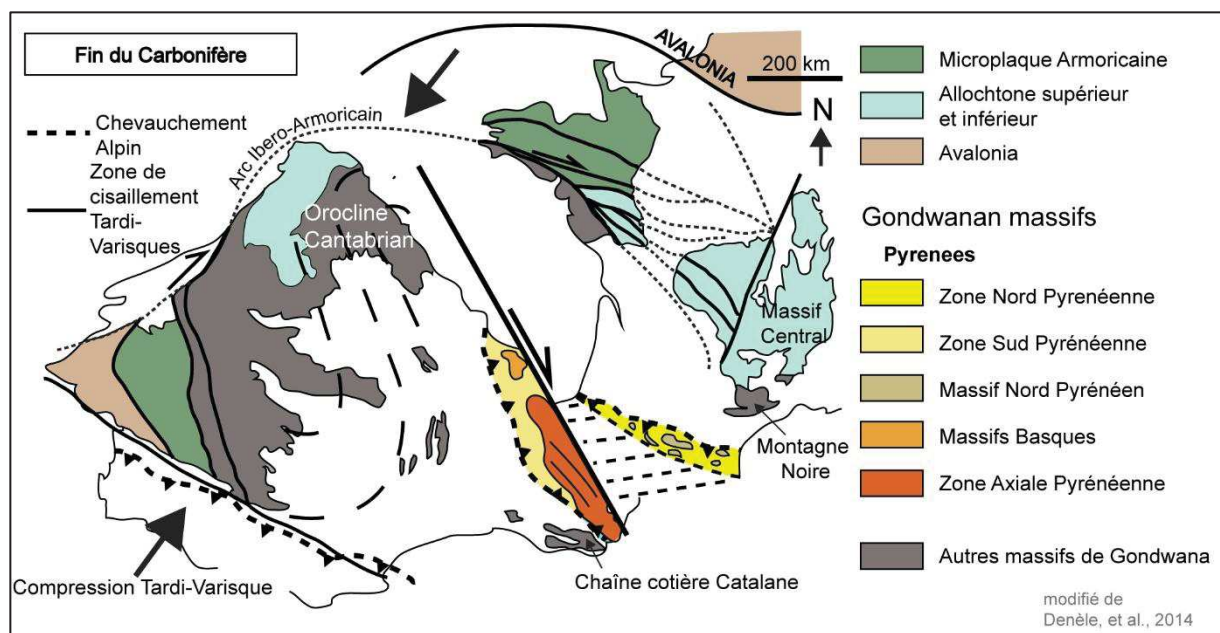 Fin du Carbonifère
Chevauchement
Alpin
Zone de
cisaillement
Tardi-
Varisques
Arc Ibero-Armoricain
AVALONIA
200 km
N
Orocline
Cantabrian
Massif
Central
Montagne
Noire
Chaîne cotière Catalane
Compression Tardi-Varisque
Microplaque Armoricaine
Allochtone supérieur
et inférieur
Avalonia
Gondwanan massifs
Pyrenées
Zone Nord Pyrenéenne
Zone Sud Pyrénéenne
Massif Nord Pyrénéen
Massifs Basques
Zone Axiale Pyrénéenne
Autres massifs de Gondwana
modifié de
Denèle, et al., 2014